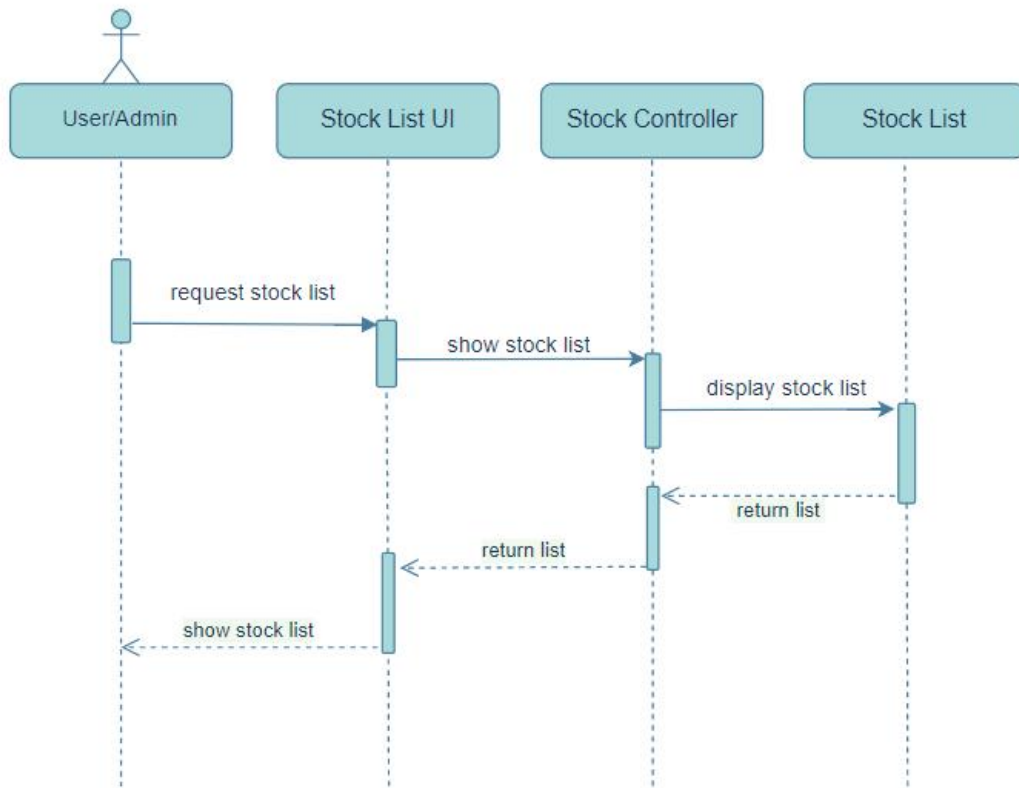 User/Admin
Stock List UI
Stock Controller
Stock List
request stock list
show stock list
display stock list
return list
return list
show stock list